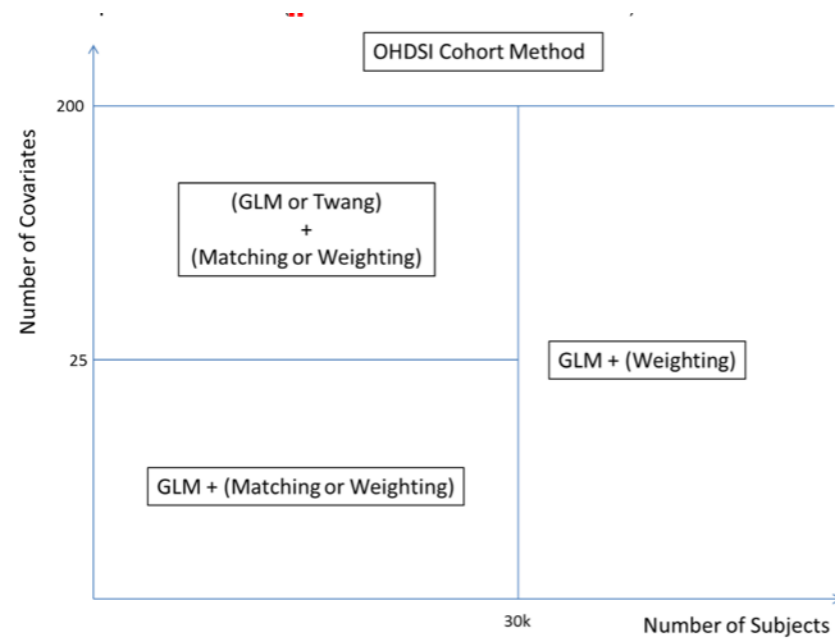 OHDSI Cohort Method
200
Number of Covariates
(GLM or Twang)
+
(Matching or Weighting)
25
GLM + (Weighting)
GLM + (Matching or Weighting)
30k
Number of Subjects